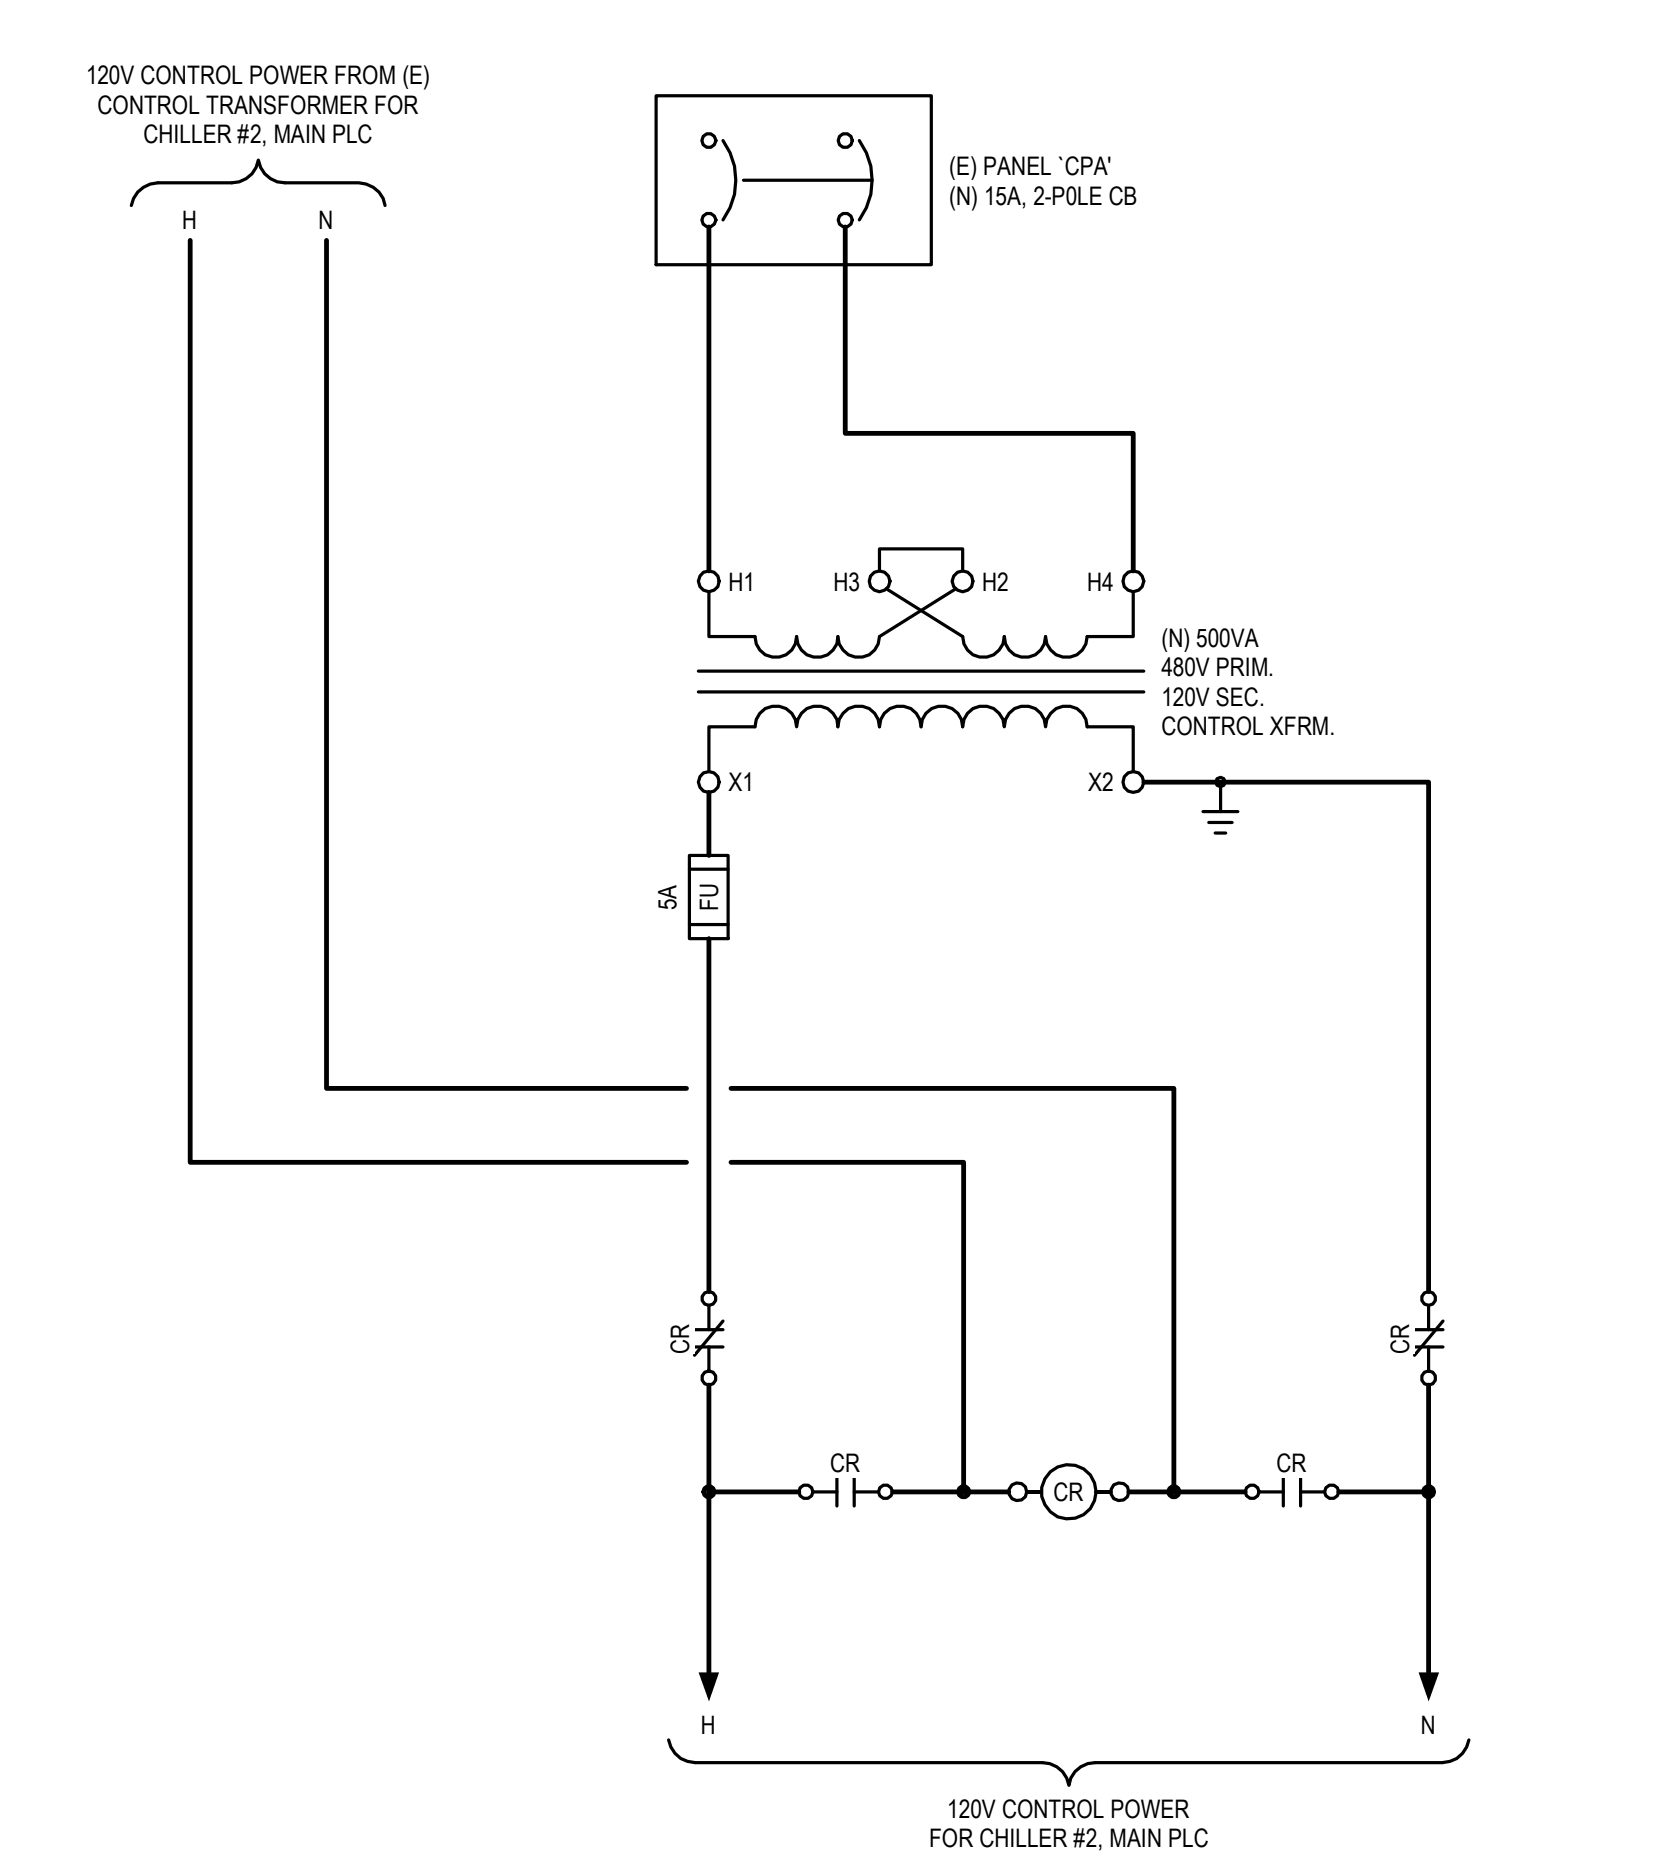 120V CONTROL POWER FROM (E)
CONTROL TRANSFORMER FOR
CHILLER #2, MAIN PLC
H
N
(E) PANEL `CPA'
(N) 15A, 2-P0LE CB
H1
H3
H2
H4
(N) 500VA
480V PRIM.
120V SEC.
CONTROL XFRM.
X1
X2
5A
FU
CR
CR
CR
CR
CR
H
N
120V CONTROL POWER
FOR CHILLER #2, MAIN PLC